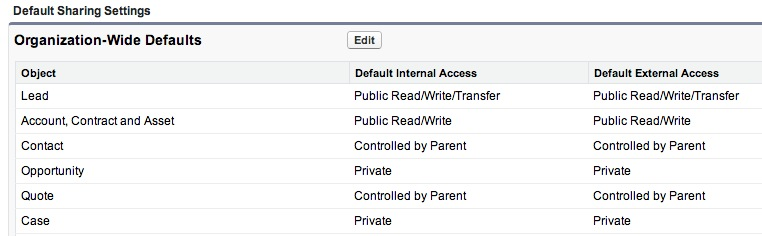 Default Sharing Settings
Organization-Wide Defaults Edit
Object Default Internal Access Default External Access
Lead Public Read/Write/Transfer Public Read/Write/Transfer
Account, Contract and Asset Public Read/Write Public Read/Write
Contact Controlled by Parent Controlled by Parent
Opportunity Private Private
Quote Controlled by Parent Controlled by Parent
Case Private Private